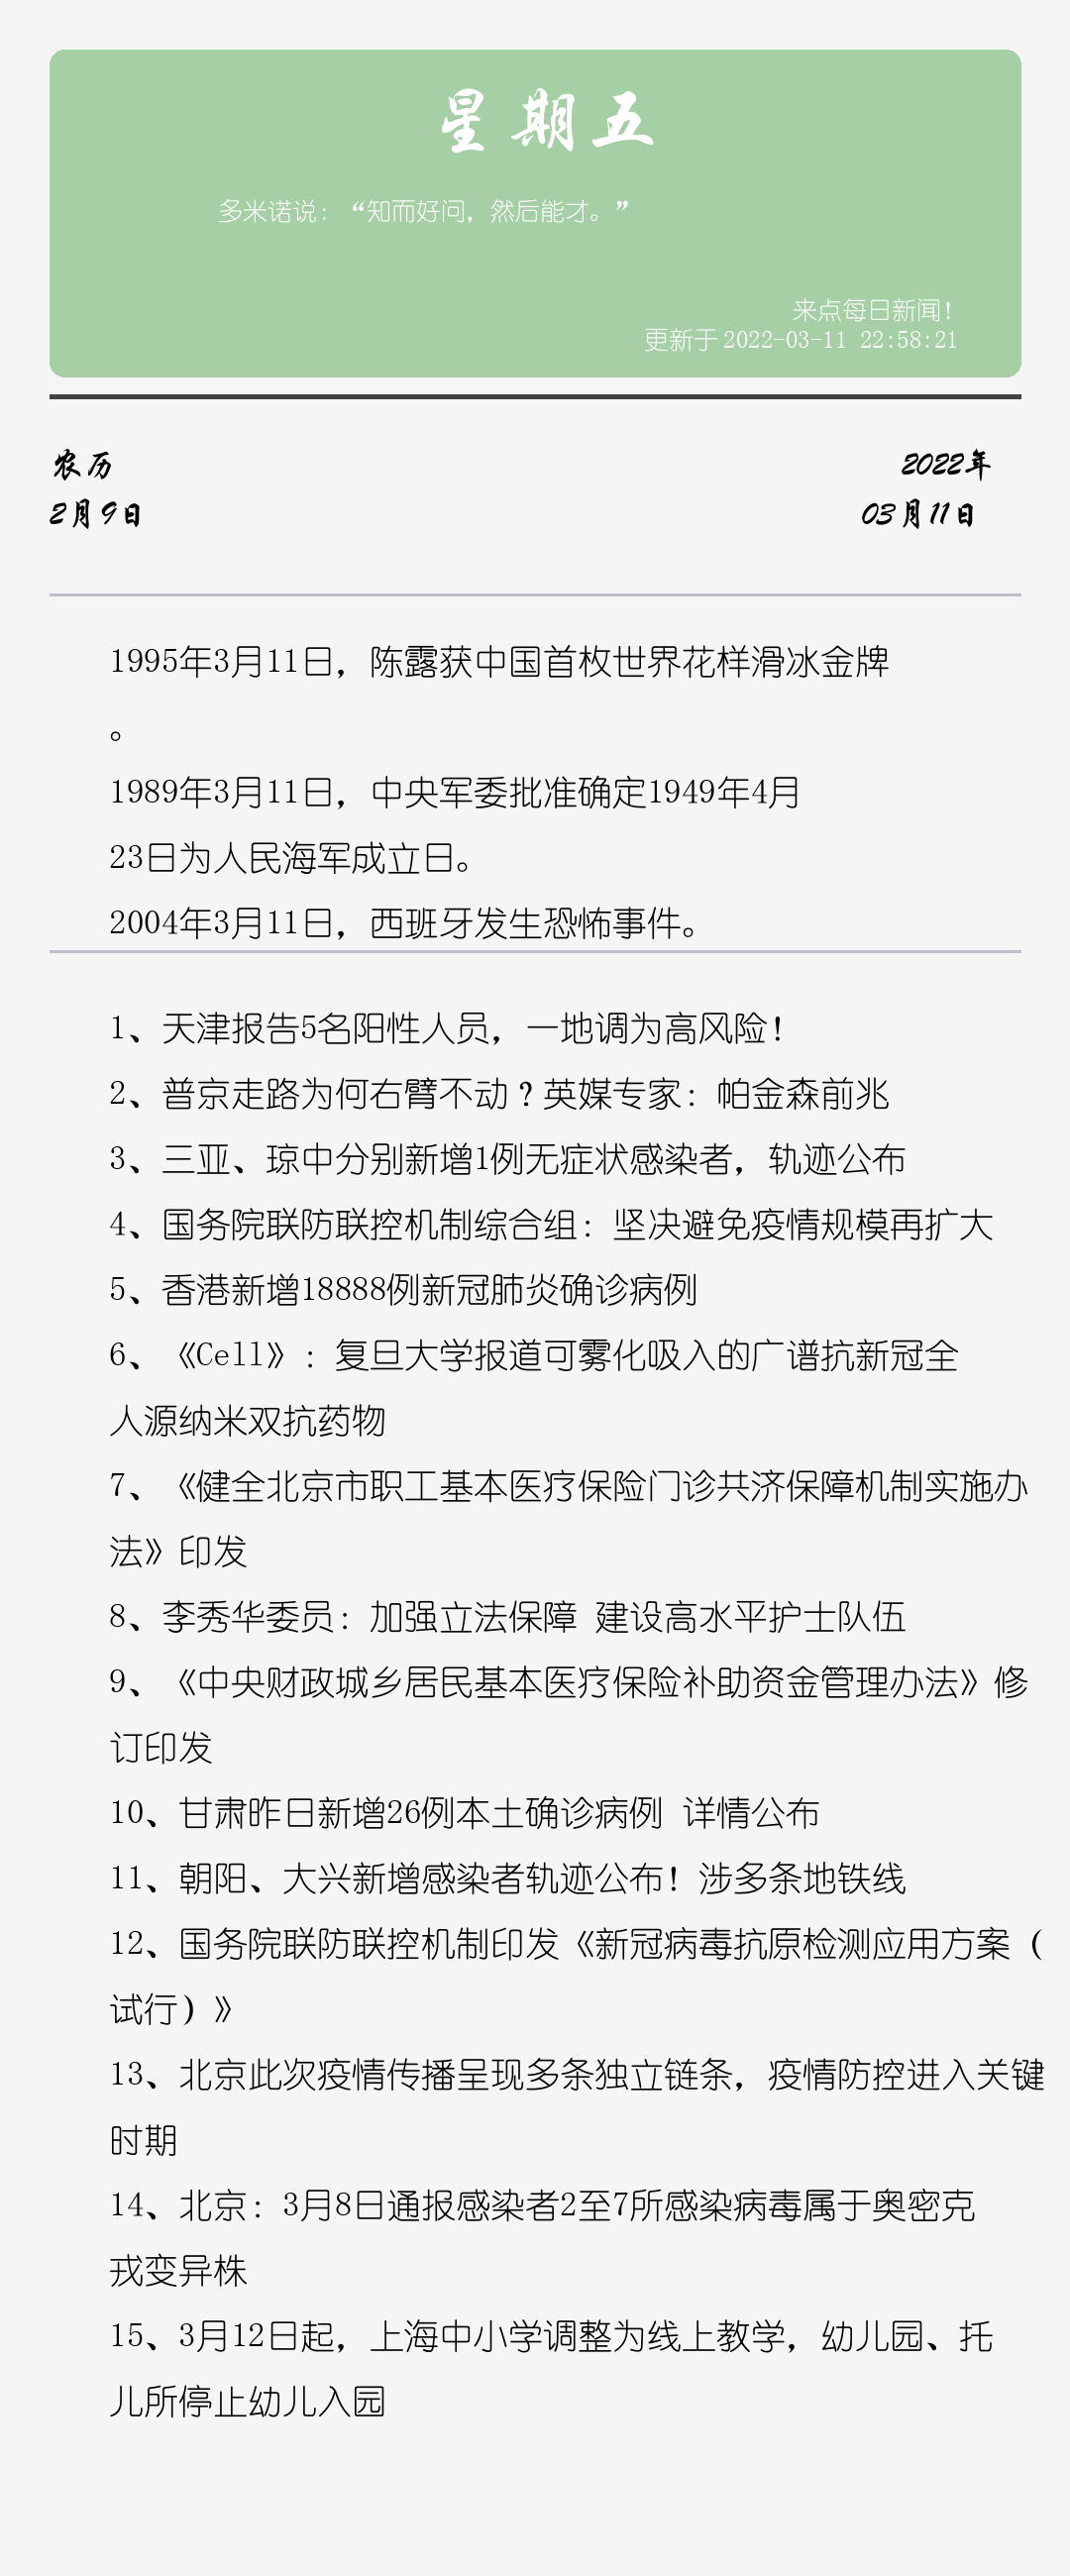 星期五
多米诺说：“知而好问，然后能才。”
来点每日新闻！
更新于 2022-03-11 22:58:21
农历
2月9日
2022年
03月11日
1995年3月11日，陈露获中国首枚世界花样滑冰金牌
。
1989年3月11日，中央军委批准确定1949年4月
23日为人民海军成立日。
2004年3月11日，西班牙发生恐怖事件。
1、天津报告5名阳性人员，一地调为高风险！
2、普京走路为何右臂不动？英媒专家：帕金森前兆
3、三亚、琼中分别新增1例无症状感染者，轨迹公布
4、国务院联防联控机制综合组：坚决避免疫情规模再扩大
5、香港新增18888例新冠肺炎确诊病例
6、《Cell》：复旦大学报道可雾化吸入的广谱抗新冠全
人源纳米双抗药物
7、《健全北京市职工基本医疗保险门诊共济保障机制实施办
法》印发
8、李秀华委员：加强立法保障 建设高水平护士队伍
9、《中央财政城乡居民基本医疗保险补助资金管理办法》修
订印发
10、甘肃昨日新增26例本土确诊病例 详情公布
11、朝阳、大兴新增感染者轨迹公布！涉多条地铁线
12、国务院联防联控机制印发《新冠病毒抗原检测应用方案（
试行）》
13、北京此次疫情传播呈现多条独立链条，疫情防控进入关键
时期
14、北京：3月8日通报感染者2至7所感染病毒属于奥密克
戎变异株
15、3月12日起，上海中小学调整为线上教学，幼儿园、托
儿所停止幼儿入园